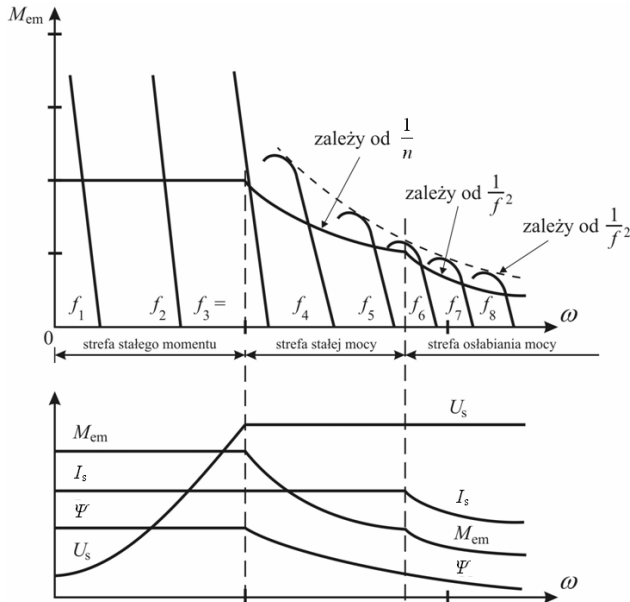 M_em
zależy od 1/n
zależy od 1/f²
zależy od 1/f²
f₁ f₂ f₃ = f₄ f₅ f₆ f₇ f₈ ω
0
strefa stałego momentu strefa stałej mocy strefa osłabiania mocy
U_s
M_em
I_s I_s
Ψ M_em
U_s Ψ
ω